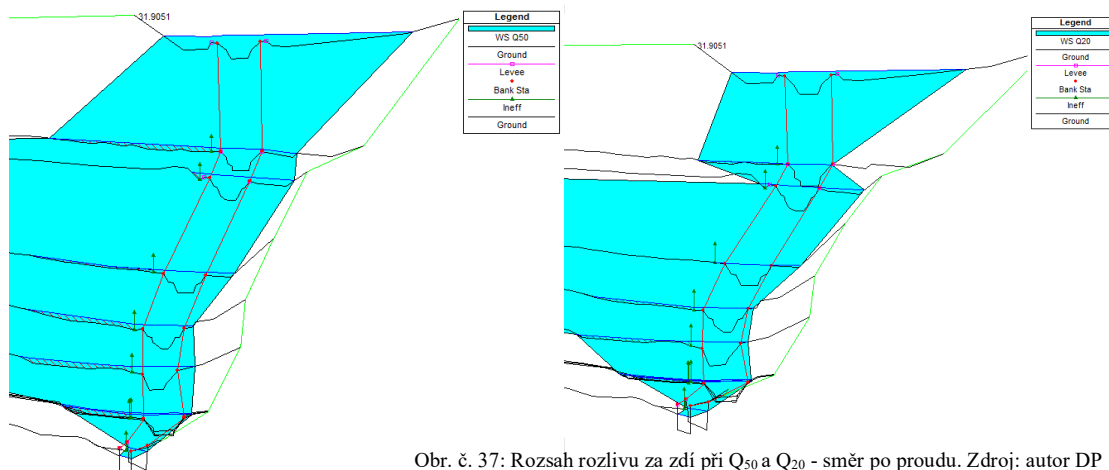 31.9051
Legend
WS Q50
Ground
Levee
Bank Sta
Ineff
Ground
31.9051
Legend
WS Q20
Ground
Levee
Bank Sta
Ineff
Ground
Obr. č. 37: Rozsah rozlivu za zdí při Q50 a Q20 - směr po proudu. Zdroj: autor DP